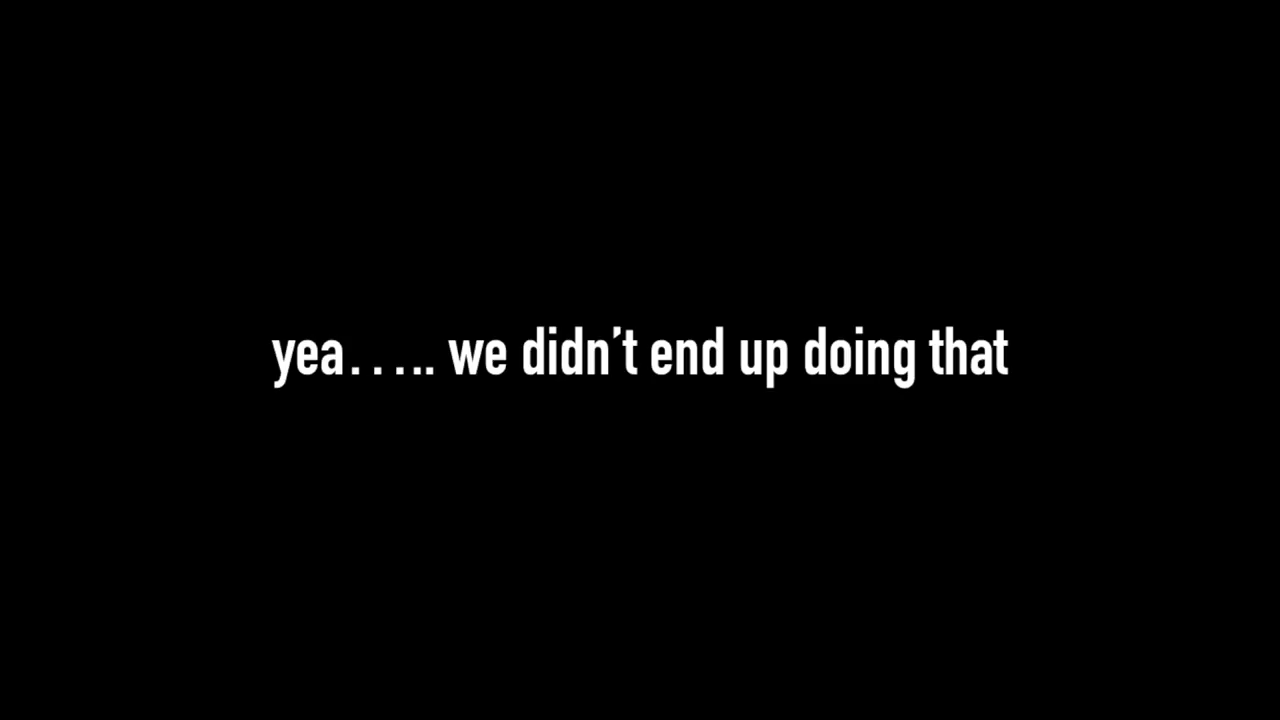 yea..... we didn’t end up doing that